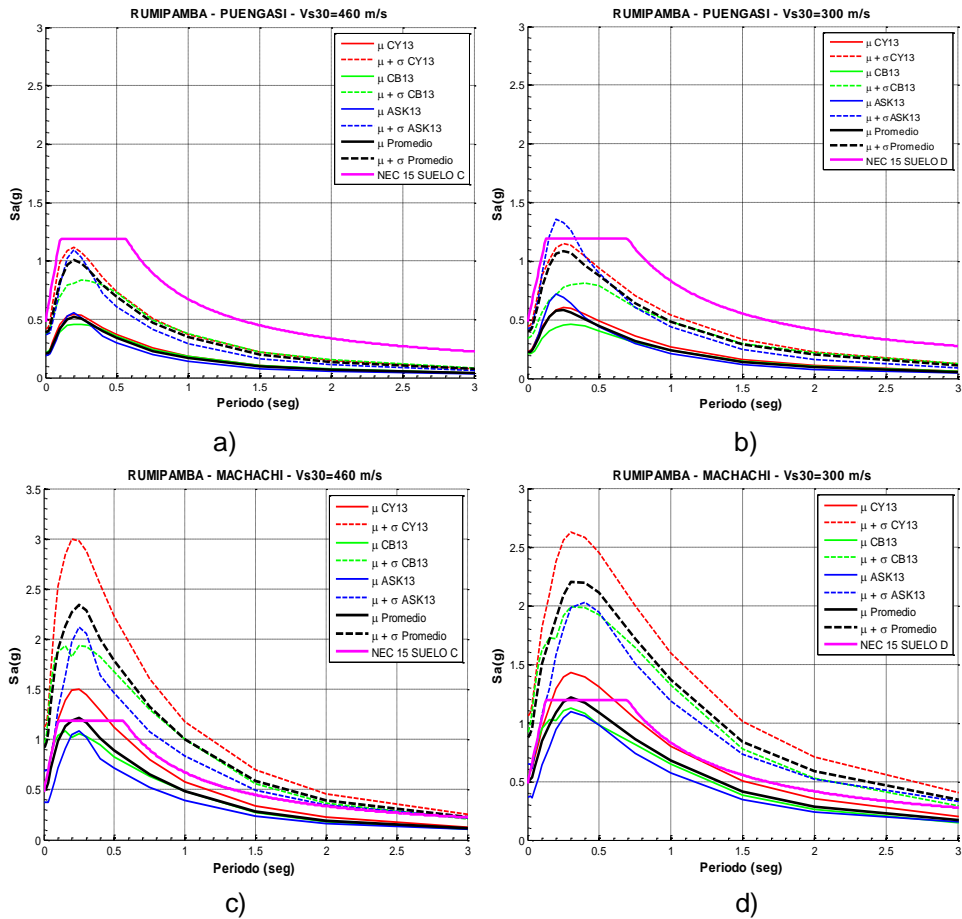 RUMIPAMBA - PUENGASI - Vs30=460 m/s
3
2.5
2
1.5
1
0.5
0
Sa(g)
0 0.5 1 1.5 2 2.5 3
Periodo (seg)
μ CY13
μ + σ CY13
μ CB13
μ + σ CB13
μ ASK13
μ + σ ASK13
μ Promedio
μ + σ Promedio
NEC 15 SUELO C
a)
RUMIPAMBA - PUENGASI - Vs30=300 m/s
3
2.5
2
1.5
1
0.5
0
Sa(g)
0 0.5 1 1.5 2 2.5 3
Periodo (seg)
μ CY13
μ + σ CY13
μ CB13
μ + σ CB13
μ ASK13
μ + σ ASK13
μ Promedio
μ + σ Promedio
NEC 15 SUELO D
b)
RUMIPAMBA - MACHACHI - Vs30=460 m/s
3.5
3
2.5
2
1.5
1
0.5
0
Sa(g)
0 0.5 1 1.5 2 2.5 3
Periodo (seg)
μ CY13
μ + σ CY13
μ CB13
μ + σ CB13
μ ASK13
μ + σ ASK13
μ Promedio
μ + σ Promedio
NEC 15 SUELO C
c)
RUMIPAMBA - MACHACHI - Vs30=300 m/s
3
2.5
2
1.5
1
0.5
0
Sa(g)
0 0.5 1 1.5 2 2.5 3
Periodo (seg)
μ CY13
μ + σ CY13
μ CB13
μ + σ CB13
μ ASK13
μ + σ ASK13
μ Promedio
μ + σ Promedio
NEC 15 SUELO D
d)